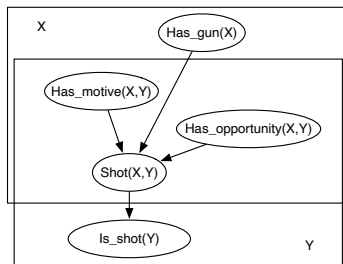 X
Has_gun(X)
Has_motive(X,Y)
Has_opportunity(X,Y)
Shot(X,Y)
Is_shot(Y)
Y